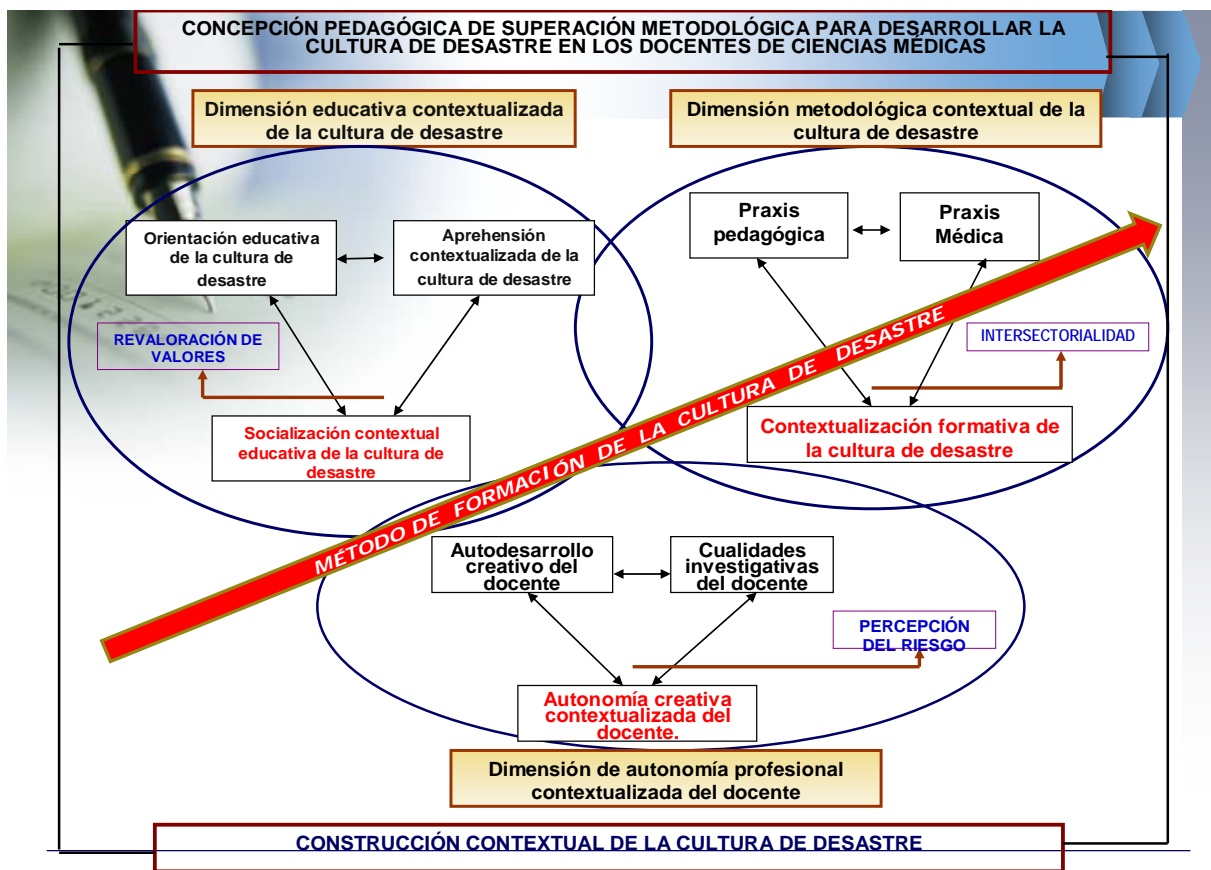 CONCEPCIÓN PEDAGÓGICA DE SUPERACIÓN METODOLÓGICA PARA DESARROLLAR LA
CULTURA DE DESASTRE EN LOS DOCENTES DE CIENCIAS MÉDICAS
Dimensión educativa contextualizada
de la cultura de desastre
Dimensión metodológica contextual de la
cultura de desastre
Orientación educativa
de la cultura de
desastre
Aprehensión
contextualizada de la
cultura de desastre
Praxis
pedagógica
Praxis
Médica
REVALORACIÓN DE
VALORES
INTERSECTORIALIDAD
Socialización contextual
educativa de la cultura de
desastre
Contextualización formativa de
la cultura de desastre
MÉTODO DE FORMACIÓN DE LA CULTURA DE DESASTRE
Autodesarrollo
creativo del
docente
Cualidades
investigativas
del docente
PERCEPCIÓN
DEL RIESGO
Autonomía creativa
contextualizada del
docente.
Dimensión de autonomía profesional
contextualizada del docente
CONSTRUCCIÓN CONTEXTUAL DE LA CULTURA DE DESASTRE